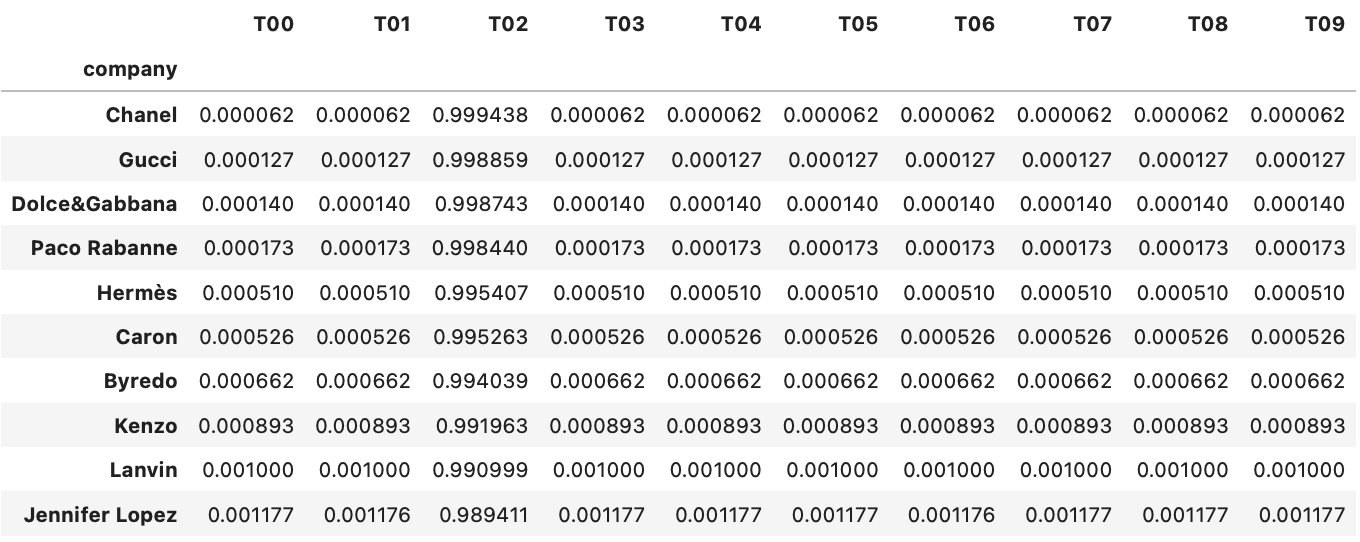 T00 T01 T02 T03 T04 T05 T06 T07 T08 T09
company
Chanel 0.000062 0.000062 0.999438 0.000062 0.000062 0.000062 0.000062 0.000062 0.000062 0.000062
Gucci 0.000127 0.000127 0.998859 0.000127 0.000127 0.000127 0.000127 0.000127 0.000127 0.000127
Dolce&Gabbana 0.000140 0.000140 0.998743 0.000140 0.000140 0.000140 0.000140 0.000140 0.000140 0.000140
Paco Rabanne 0.000173 0.000173 0.998440 0.000173 0.000173 0.000173 0.000173 0.000173 0.000173 0.000173
Hermès 0.000510 0.000510 0.995407 0.000510 0.000510 0.000510 0.000510 0.000510 0.000510 0.000510
Caron 0.000526 0.000526 0.995263 0.000526 0.000526 0.000526 0.000526 0.000526 0.000526 0.000526
Byredo 0.000662 0.000662 0.994039 0.000662 0.000662 0.000662 0.000662 0.000662 0.000662 0.000662
Kenzo 0.000893 0.000893 0.991963 0.000893 0.000893 0.000893 0.000893 0.000893 0.000893 0.000893
Lanvin 0.001000 0.001000 0.990999 0.001000 0.001000 0.001000 0.001000 0.001000 0.001000 0.001000
Jennifer Lopez 0.001177 0.001176 0.989411 0.001177 0.001177 0.001177 0.001176 0.001177 0.001177 0.001177